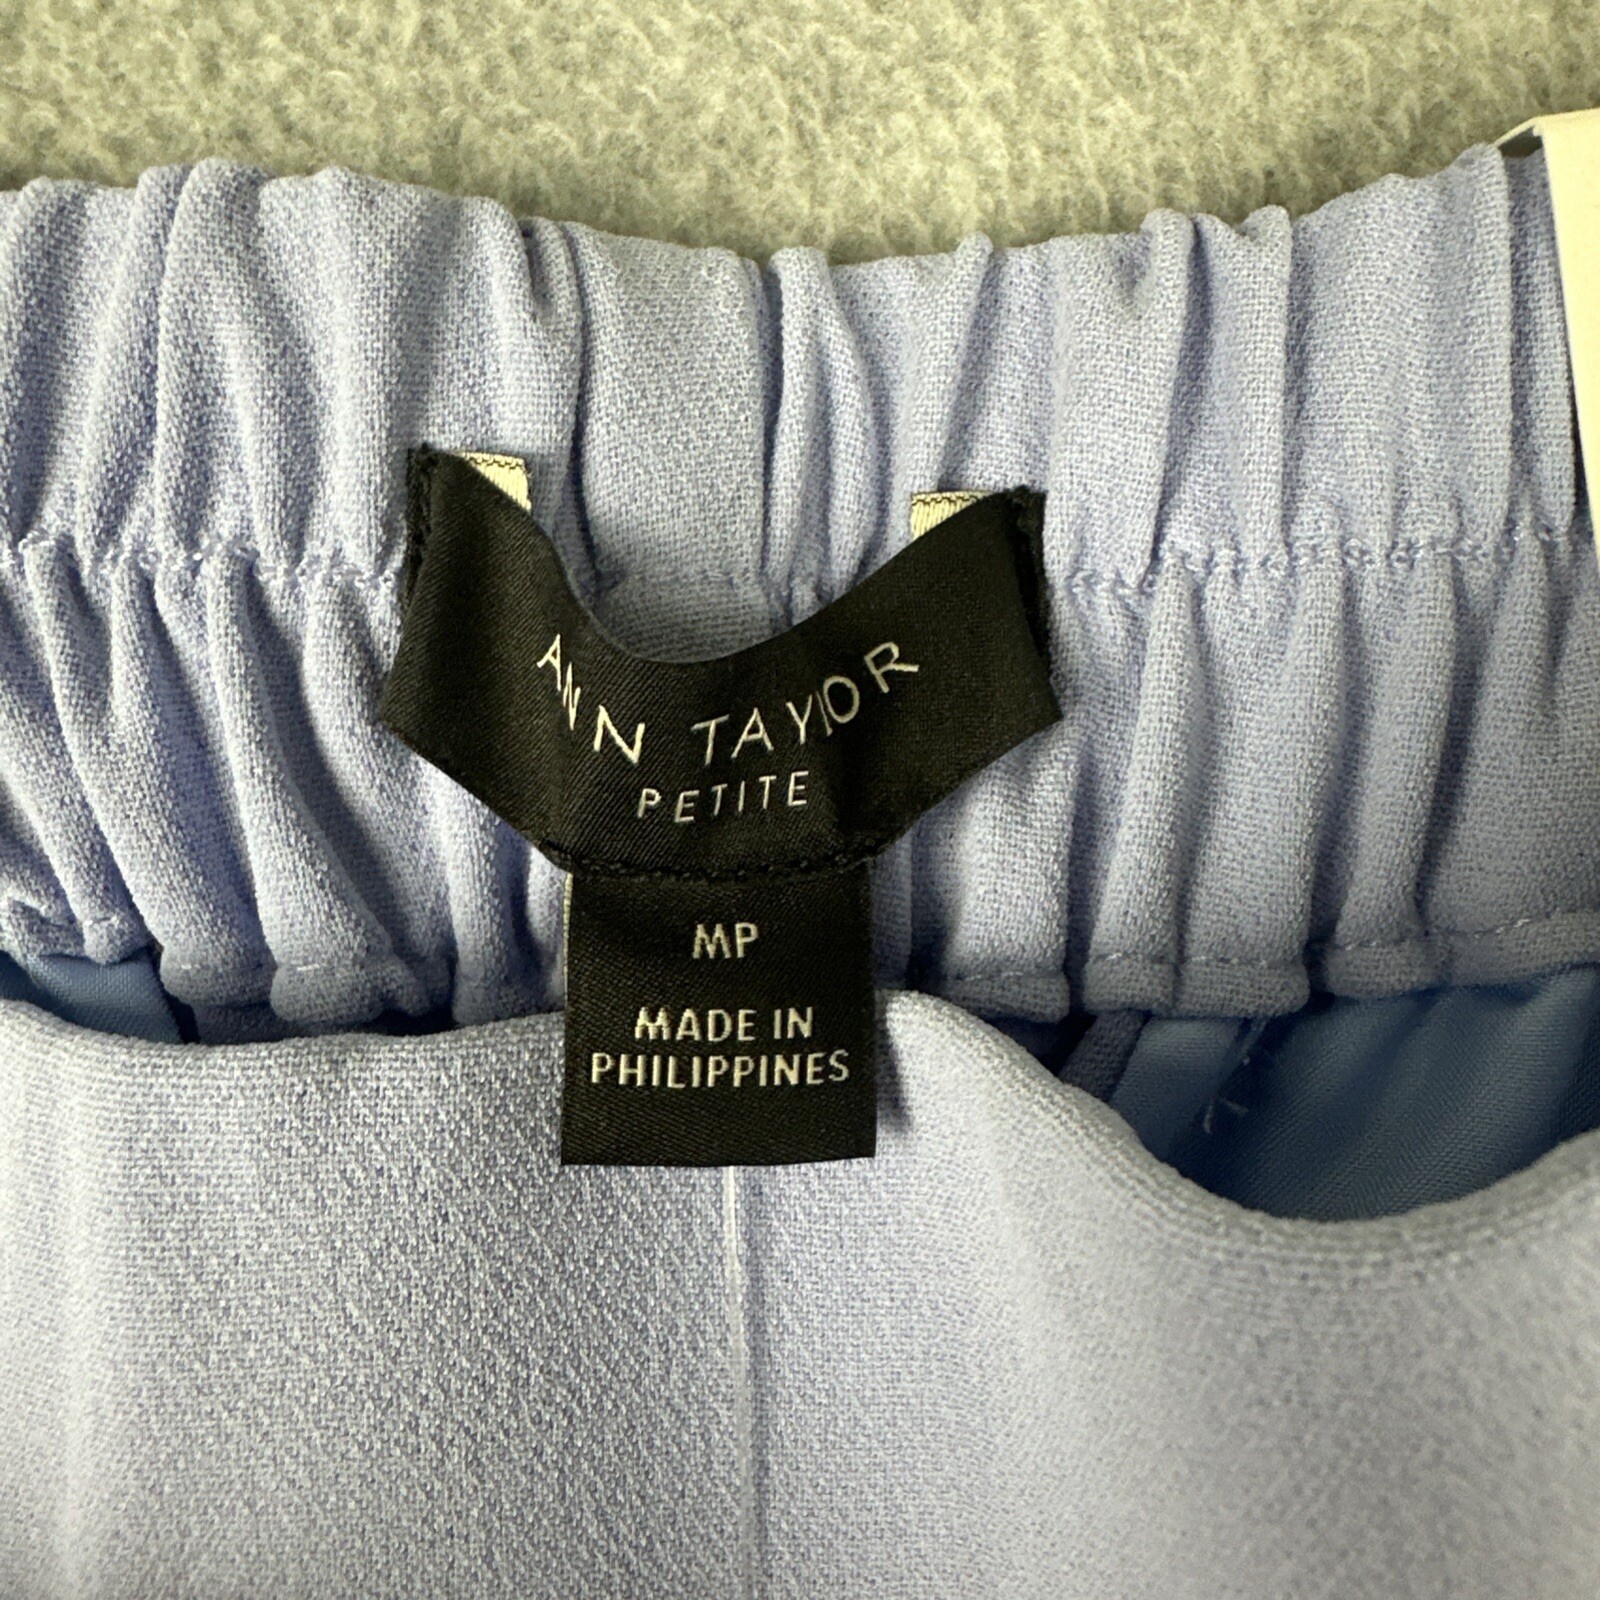 ANN TAYLOR
PETITE
MP
MADE IN
PHILIPPINES